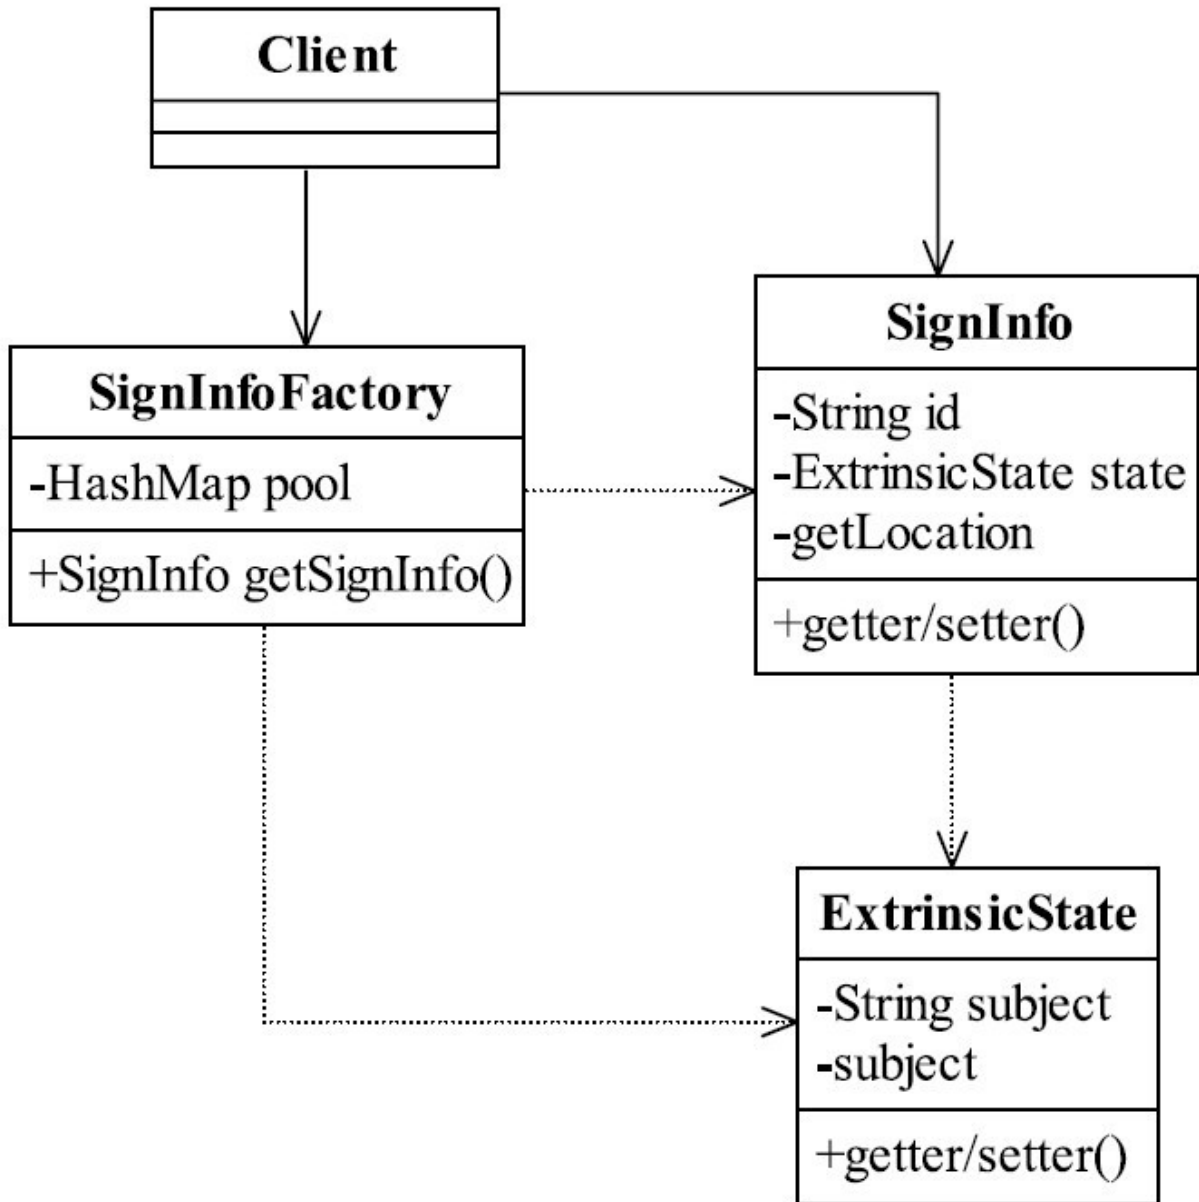 Client
SignInfo
-String id
-ExtrinsicState state
-getLocation
+getter/setter()
SignInfoFactory
-HashMap pool
+SignInfo getSignInfo()
ExtrinsicState
-String subject
-subject
+getter/setter()